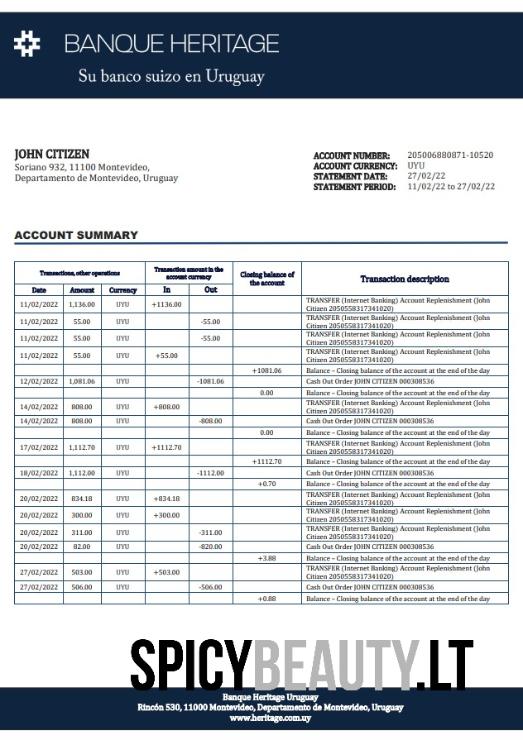 BANQUE HERITAGE
Su banco suizo en Uruguay
JOHN CITIZEN
Soriano 932, 11100 Montevideo,
Departamento de Montevideo, Uruguay
ACCOUNT NUMBER: 205006880871-10520
ACCOUNT CURRENCY: UYU
STATEMENT DATE: 27/02/22
STATEMENT PERIOD: 11/02/22 to 27/02/22
ACCOUNT SUMMARY
Transactions, other operations Transaction amount in the account currency Closing balance of the account Transaction description
Date Amount Currency In Out
11/02/2022 1,136.00 UYU +1136.00 TRANSFER (Internet Banking) Account Replenishment (John
Citizen 2050558317341020)
11/02/2022 55.00 UYU -55.00 TRANSFER (Internet Banking) Account Replenishment (John
Citizen 2050558317341020)
11/02/2022 55.00 UYU -55.00 TRANSFER (Internet Banking) Account Replenishment (John
Citizen 2050558317341020)
11/02/2022 55.00 UYU +55.00 TRANSFER (Internet Banking) Account Replenishment (John
Citizen 2050558317341020)
+1081.06 Balance – Closing balance of the account at the end of the day
12/02/2022 1,081.06 UYU -1081.06 Cash Out Order JOHN CITIZEN 000308536
0.00 Balance – Closing balance of the account at the end of the day
14/02/2022 808.00 UYU +808.00 TRANSFER (Internet Banking) Account Replenishment (John
Citizen 2050558317341020)
14/02/2022 808.00 UYU -808.00 Cash Out Order JOHN CITIZEN 000308536
0.00 Balance – Closing balance of the account at the end of the day
17/02/2022 1,112.70 UYU +1112.70 TRANSFER (Internet Banking) Account Replenishment (John
Citizen 2050558317341020)
+1112.70 Balance – Closing balance of the account at the end of the day
18/02/2022 1,112.00 UYU -1112.00 Cash Out Order JOHN CITIZEN 000308536
+0.70 Balance – Closing balance of the account at the end of the day
20/02/2022 834.18 UYU +834.18 TRANSFER (Internet Banking) Account Replenishment (John
Citizen 2050558317341020)
20/02/2022 300.00 UYU +300.00 TRANSFER (Internet Banking) Account Replenishment (John
Citizen 2050558317341020)
20/02/2022 311.00 UYU -311.00 TRANSFER (Internet Banking) Account Replenishment (John
Citizen 2050558317341020)
20/02/2022 82.00 UYU -820.00 Cash Out Order JOHN CITIZEN 000308536
+3.88 Balance – Closing balance of the account at the end of the day
27/02/2022 503.00 UYU +503.00 TRANSFER (Internet Banking) Account Replenishment (John
Citizen 2050558317341020)
27/02/2022 506.00 UYU -506.00 Cash Out Order JOHN CITIZEN 000308536
+0.88 Balance – Closing balance of the account at the end of the day
SPICYBEAUTY.LT
Banque Heritage Uruguay
Rincón 530, 11000 Montevideo, Departamento de Montevideo, Uruguay
www.heritage.com.uy